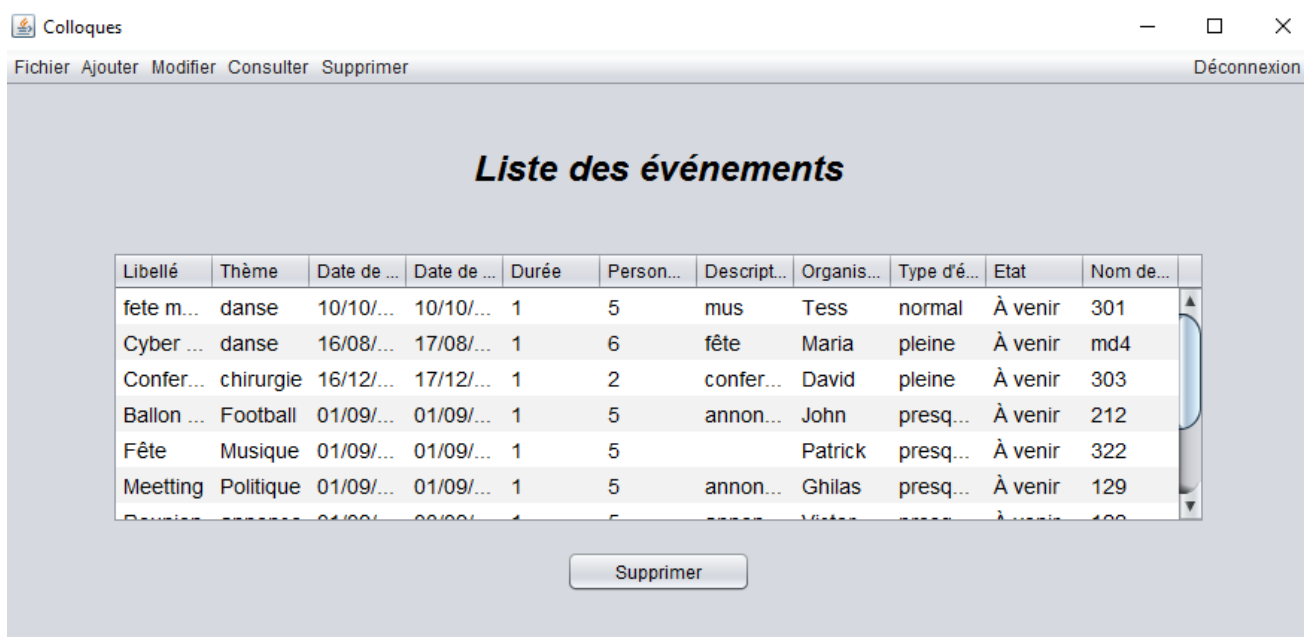 Colloques
Fichier Ajouter Modifier Consulter Supprimer Déconnexion
Liste des événements
Libellé Thème Date de ... Date de ... Durée Person... Descript... Organis... Type d'é... Etat Nom de...
fete m... danse 10/10/... 10/10/... 1 5 mus Tess normal À venir 301
Cyber ... danse 16/08/... 17/08/... 1 6 fête Maria pleine À venir md4
Confer... chirurgie 16/12/... 17/12/... 1 2 confer... David pleine À venir 303
Ballon ... Football 01/09/... 01/09/... 1 5 annon... John presq... À venir 212
Fête Musique 01/09/... 01/09/... 1 5 Patrick presq... À venir 322
Meetting Politique 01/09/... 01/09/... 1 5 annon... Ghilas presq... À venir 129
Supprimer